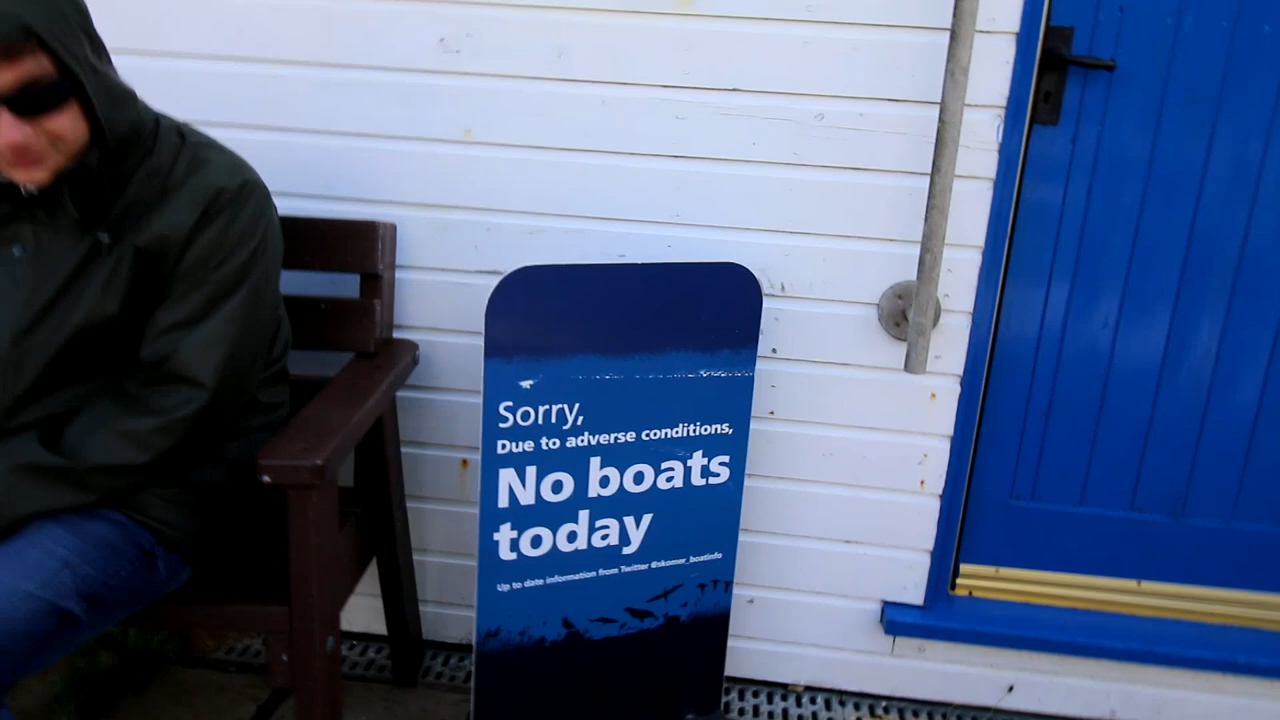 Sorry,
Due to adverse conditions,
No boats
today
Up to date information from Twitter @skomer_boatinfo